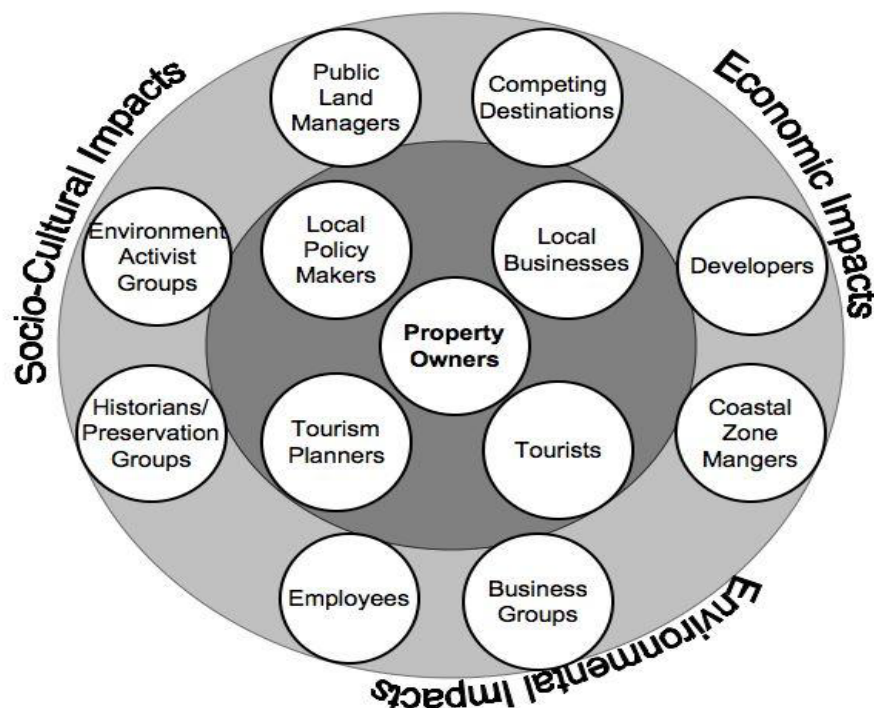 Socio-Cultural Impacts
Economic Impacts
Public
Land
Managers
Competing
Destinations
Environment
Activist
Groups
Local
Policy
Makers
Local
Businesses
Developers
Property
Owners
Historians/
Preservation
Groups
Tourism
Planners
Tourists
Coastal
Zone
Mangers
Employees
Business
Groups
Environmental Impacts